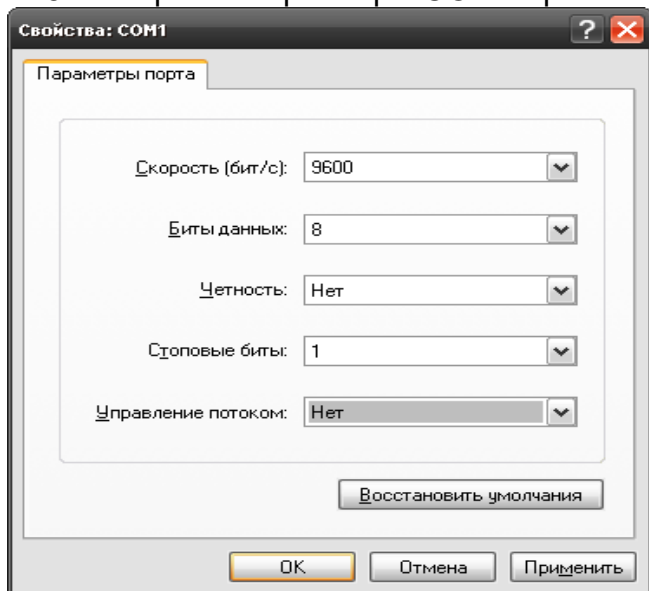 Свойства: COM1
Параметры порта
Скорость (бит/с): 9600
Биты данных: 8
Четность: Нет
Стоповые биты: 1
Управление потоком: Нет
Восстановить умолчания
OK Отмена Применить